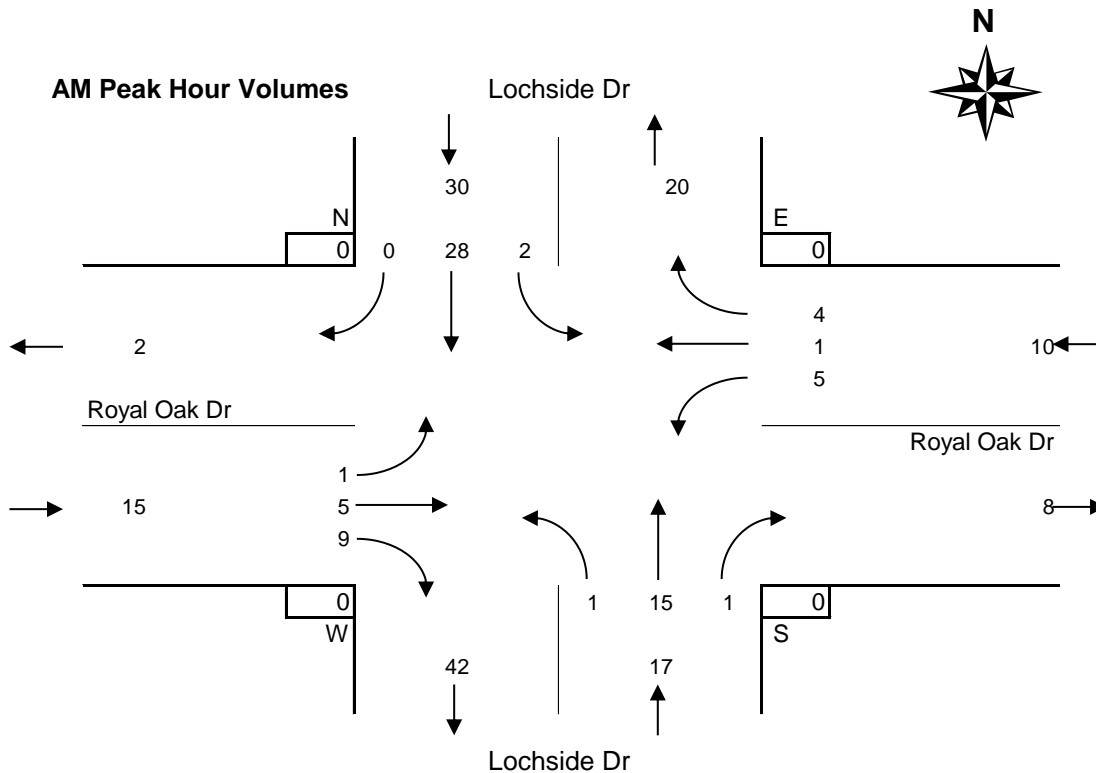 N
AM Peak Hour Volumes Lochside Dr
30 20
N E
0 0 28 2 0
4
2 1 10
5
Royal Oak Dr
Royal Oak Dr
1
15 5 8
9
0 1 15 1 0
W S
42 17
Lochside Dr